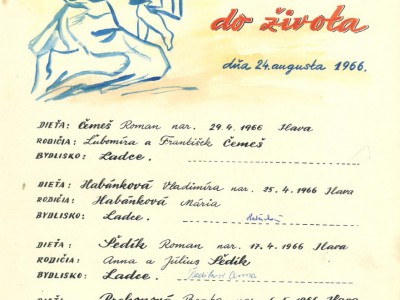 do života
dňa 24. augusta 1966.
DIEŤA: Čemeš Roman nar. 29. 4. 1966 Ilava
RODIČIA: Ľubomíra a František Čemeš
BYDLISKO: Ladce.
DIEŤA: Habánková Vladimíra nar. 25. 4. 1966 Ilava
RODIČIA: Habánková Mária
BYDLISKO: Ladce.
DIEŤA: Šedík Roman nar. 17. 4. 1966 Ilava
RODIČIA: Anna a Július Šedík
BYDLISKO: Ladce.